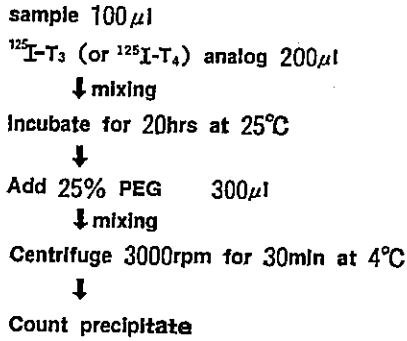 sample 100μl
¹²⁵I-T₃ (or ¹²⁵I-T₄) analog 200μl
↓ mixing
Incubate for 20hrs at 25°C
↓
Add 25% PEG 300μl
↓ mixing
Centrifuge 3000rpm for 30min at 4°C
↓
Count precipitate